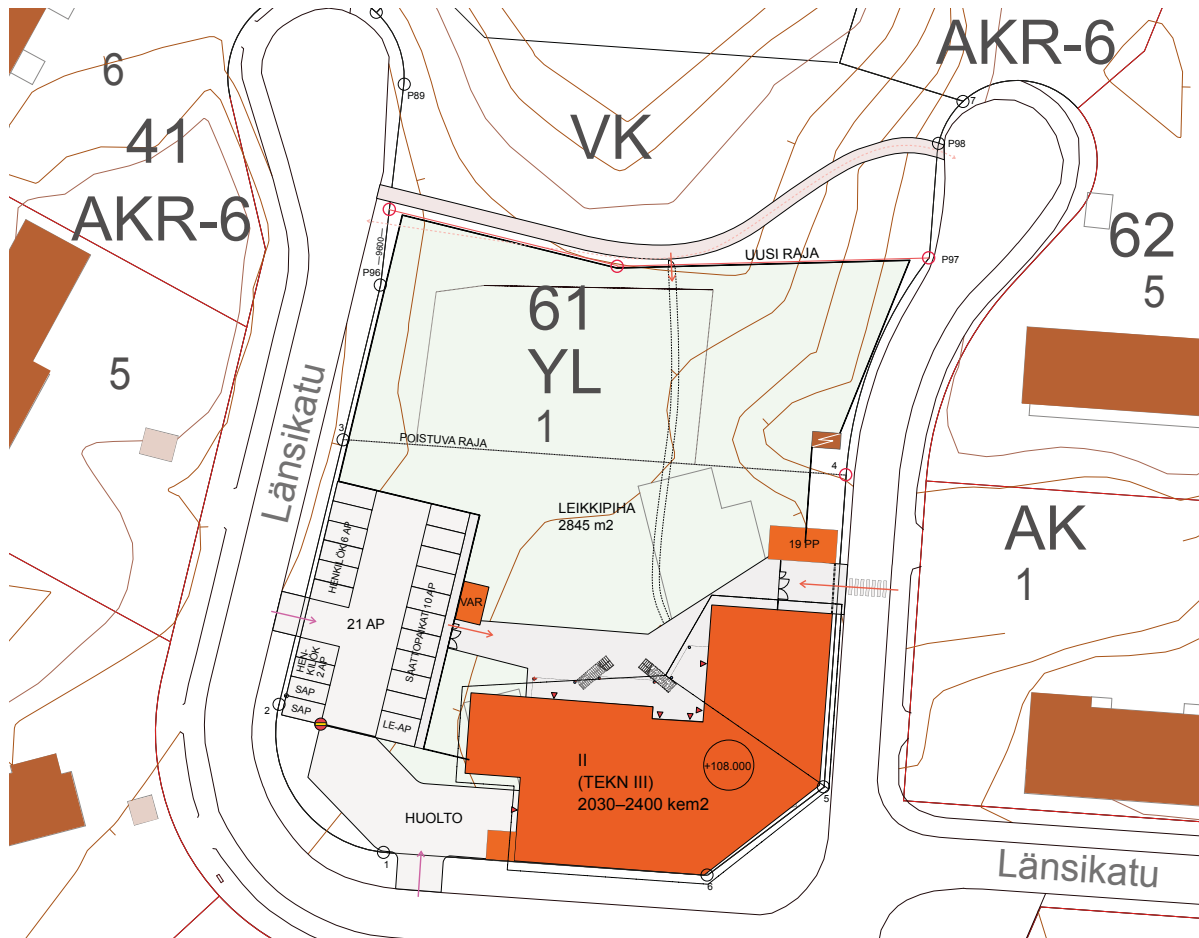 AKR-6
6
P89
7
41
VK
P98
AKR-6
62
9600
UUSI RAJA
P97
P96
5
61
YL
1
5
3
POISTUVA RAJA
4
Länsikatu
LEIKKIPIHA
2845 m2
AK
1
HENKILÖK 6 AP
19 PP
VAR
21 AP
SAATTOPAIKAT 10 AP
HEN-
KILÖK
2 AP
SAP
SAP
2
LE-AP
II
(TEKN III)
2030–2400 kem2
+108.000
5
HUOLTO
1
6
Länsikatu